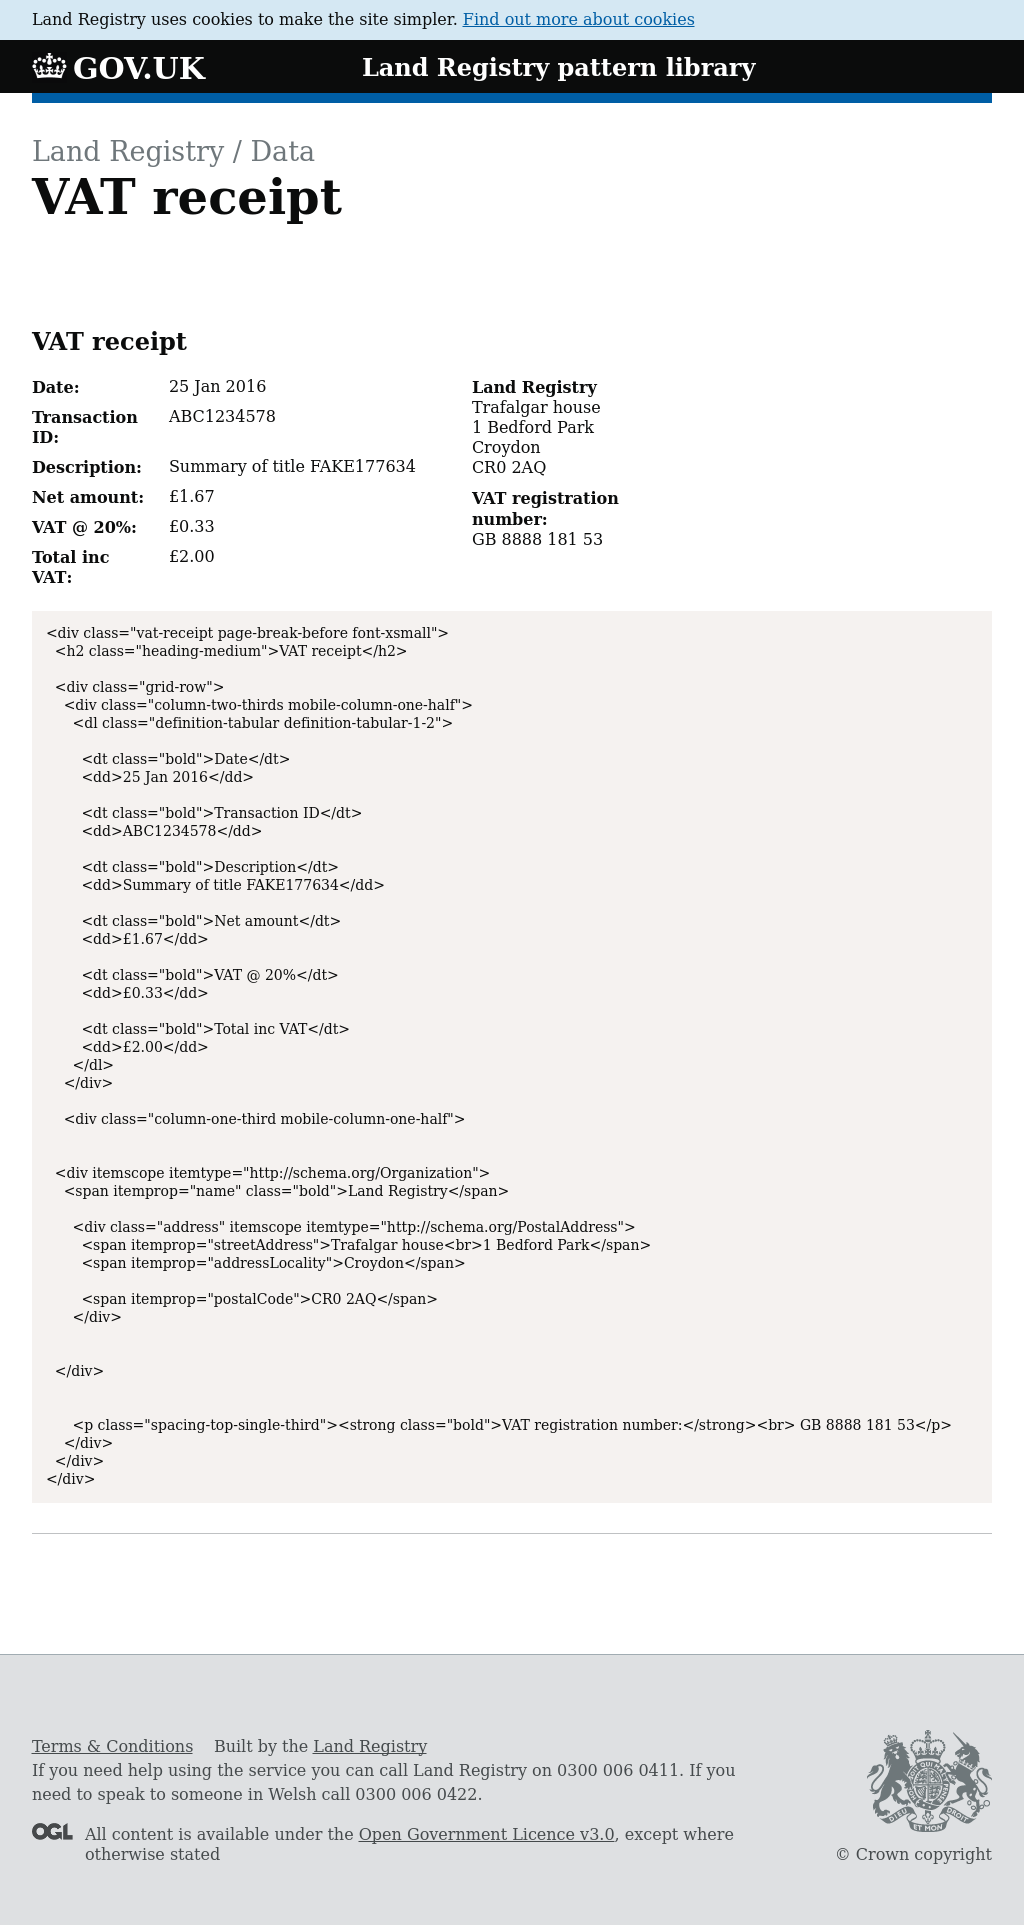 Land Registry uses cookies to make the site simpler. Find out more about cookies
GOV.UK
Land Registry pattern library
Land Registry / Data
VAT receipt
VAT receipt
Date: 25 Jan 2016
Transaction ABC1234578
ID:
Description: Summary of title FAKE177634
Net amount: £1.67
VAT @ 20%: £0.33
Total inc £2.00
VAT:
Land Registry
Trafalgar house
1 Bedford Park
Croydon
CR0 2AQ
VAT registration
number:
GB 8888 181 53
<div class="vat-receipt page-break-before font-xsmall">
<h2 class="heading-medium">VAT receipt</h2>
<div class="grid-row">
<div class="column-two-thirds mobile-column-one-half">
<dl class="definition-tabular definition-tabular-1-2">
<dt class="bold">Date</dt>
<dd>25 Jan 2016</dd>
<dt class="bold">Transaction ID</dt>
<dd>ABC1234578</dd>
<dt class="bold">Description</dt>
<dd>Summary of title FAKE177634</dd>
<dt class="bold">Net amount</dt>
<dd>£1.67</dd>
<dt class="bold">VAT @ 20%</dt>
<dd>£0.33</dd>
<dt class="bold">Total inc VAT</dt>
<dd>£2.00</dd>
</dl>
</div>
<div class="column-one-third mobile-column-one-half">
<div itemscope itemtype="http://schema.org/Organization">
<span itemprop="name" class="bold">Land Registry</span>
<div class="address" itemscope itemtype="http://schema.org/PostalAddress">
<span itemprop="streetAddress">Trafalgar house<br>1 Bedford Park</span>
<span itemprop="addressLocality">Croydon</span>
<span itemprop="postalCode">CR0 2AQ</span>
</div>
</div>
<p class="spacing-top-single-third"><strong class="bold">VAT registration number:</strong><br> GB 8888 181 53</p>
</div>
</div>
</div>
Terms & Conditions Built by the Land Registry
If you need help using the service you can call Land Registry on 0300 006 0411. If you
need to speak to someone in Welsh call 0300 006 0422.
OGL
All content is available under the Open Government Licence v3.0, except where
otherwise stated
DIEU ET MON DROIT
© Crown copyright